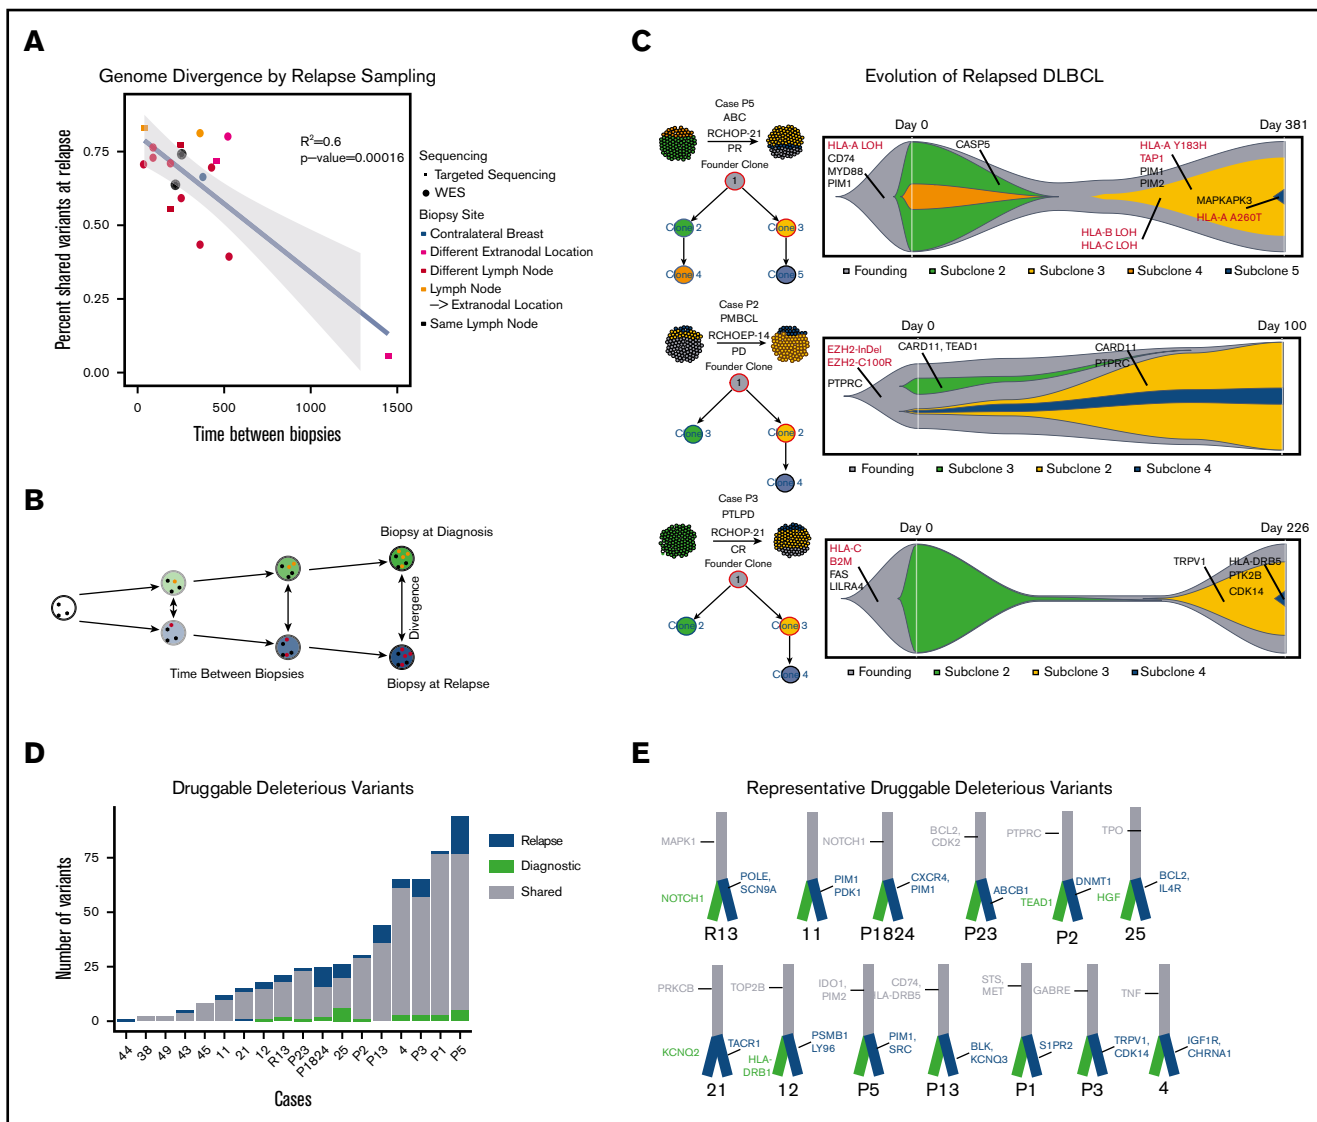 A
Genome Divergence by Relapse Sampling
Percent shared variants at relapse
0.75
0.50
0.25
0.00
0
500
1000
1500
Time between biopsies
R²=0.6
p–value=0.00016
Sequencing
Targeted Sequencing
WES
Biopsy Site
Contralateral Breast
Different Extranodal Location
Different Lymph Node
Lymph Node
–> Extranodal Location
Same Lymph Node
B
Biopsy at Diagnosis
Divergence
Time Between Biopsies
Biopsy at Relapse
C
Evolution of Relapsed DLBCL
Case P5
ABC
RCHOP-21
PR
Founder Clone
1
Clone 2
Clone 3
Clone 4
Clone 5
Day 0
Day 381
HLA-A LOH
CD74
MYD88
PIM1
CASP5
HLA-A Y183H
TAP1
PIM1
PIM2
MAPKAPK3
HLA-A A260T
HLA-B LOH
HLA-C LOH
Founding
Subclone 2
Subclone 3
Subclone 4
Subclone 5
Case P2
PMBCL
RCHOEP-14
PD
Founder Clone
1
Clone 3
Clone 2
Clone 4
Day 0
Day 100
EZH2-InDel
EZH2-C100R
PTPRC
CARD11, TEAD1
CARD11
PTPRC
Founding
Subclone 3
Subclone 2
Subclone 4
Case P3
PTLPD
RCHOP-21
CR
Founder Clone
1
Clone 2
Clone 3
Clone 4
Day 0
Day 226
HLA-C
B2M
FAS
LILRA4
TRPV1
HLA-DRB5
PTK2B
CDK14
Founding
Subclone 2
Subclone 3
Subclone 4
D
Druggable Deleterious Variants
Number of variants
75
50
25
0
44
38
49
43
45
11
21
12
R13
P23
P1824
25
P2
P13
4
P3
P1
P5
Cases
Relapse
Diagnostic
Shared
E
Representative Druggable Deleterious Variants
MAPK1
NOTCH1
POLE,
SCN9A
R13
PIM1
PDK1
11
NOTCH1
CXCR4,
PIM1
P1824
BCL2,
CDK2
ABCB1
P23
PTPRC
TEAD1
DNMT1
P2
TPO
HGF
BCL2,
IL4R
25
PRKCB
KCNQ2
TACR1
21
TOP2B
HLA-
DRB1
PSMB1
LY96
12
IDO1,
PIM2
PIM1,
SRC
P5
CD74,
HLA-DRB5
BLK,
KCNQ3
P13
STS,
MET
S1PR2
P1
GABRE
TRPV1,
CDK14
P3
TNF
IGF1R,
CHRNA1
4